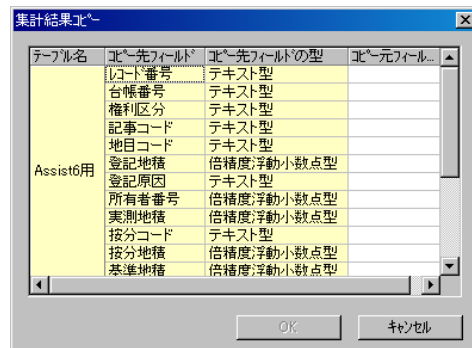 集計結果ｺﾋﾟｰ
ﾃｰﾌﾞﾙ名 ｺﾋﾟｰ先ﾌｨｰﾙﾄﾞ ｺﾋﾟｰ先ﾌｨｰﾙﾄﾞの型 ｺﾋﾟｰ元ﾌｨｰﾙ...
ﾚｺｰﾄﾞ番号 テキスト型
台帳番号 テキスト型
権利区分 テキスト型
記事コード テキスト型
地目コード テキスト型
登記地積 倍精度浮動小数点型
Assist6用
登記原因 テキスト型
所有者番号 倍精度浮動小数点型
実測地積 倍精度浮動小数点型
按分コード テキスト型
按分地積 倍精度浮動小数点型
基準地積 倍精度浮動小数点型
OK ｷｬﾝｾﾙ